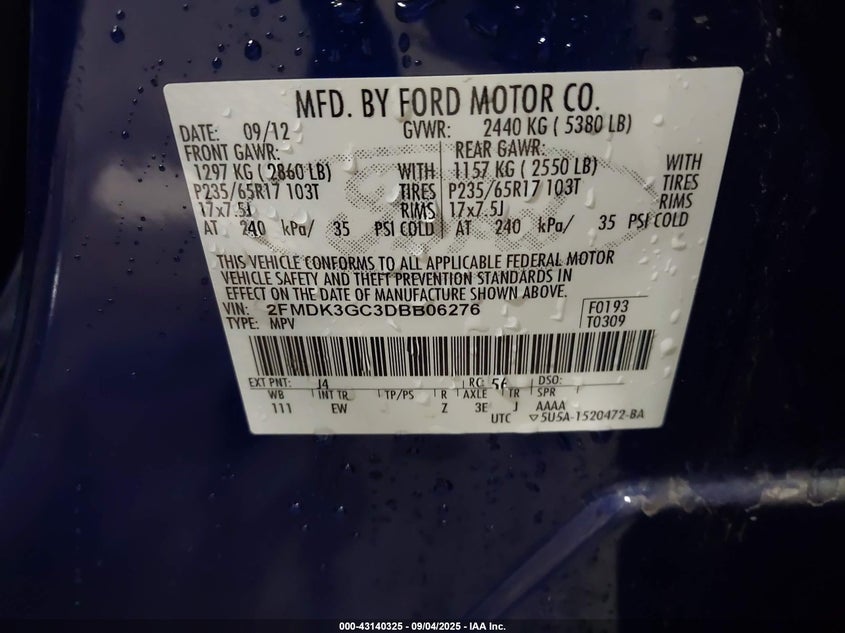 MFD. BY FORD MOTOR CO.
DATE: 09/12 GVWR: 2440 KG ( 5380 LB)
FRONT GAWR: REAR GAWR:
1297 KG ( 2860 LB) WITH 1157 KG ( 2550 LB) WITH
P235/65R17 103T TIRES P235/65R17 103T TIRES
17x7.5J RIMS 17x7.5J RIMS
AT 240 kPa/ 35 PSI COLD AT 240 kPa/ 35 PSI COLD
THIS VEHICLE CONFORMS TO ALL APPLICABLE FEDERAL MOTOR
VEHICLE SAFETY AND THEFT PREVENTION STANDARDS IN
EFFECT ON THE DATE OF MANUFACTURE SHOWN ABOVE.
VIN: 2FMDK3GC3DBB06276 F0193
TYPE: MPV T0309
EXT PNT: J4 RC: 56 DSO:
WB INT TR TP/PS R AXLE TR SPR
111 EW Z 3E J AAAA
UTC ▽5U5A-1520472-BA
000-43140325 - 09/04/2025 - IAA Inc.